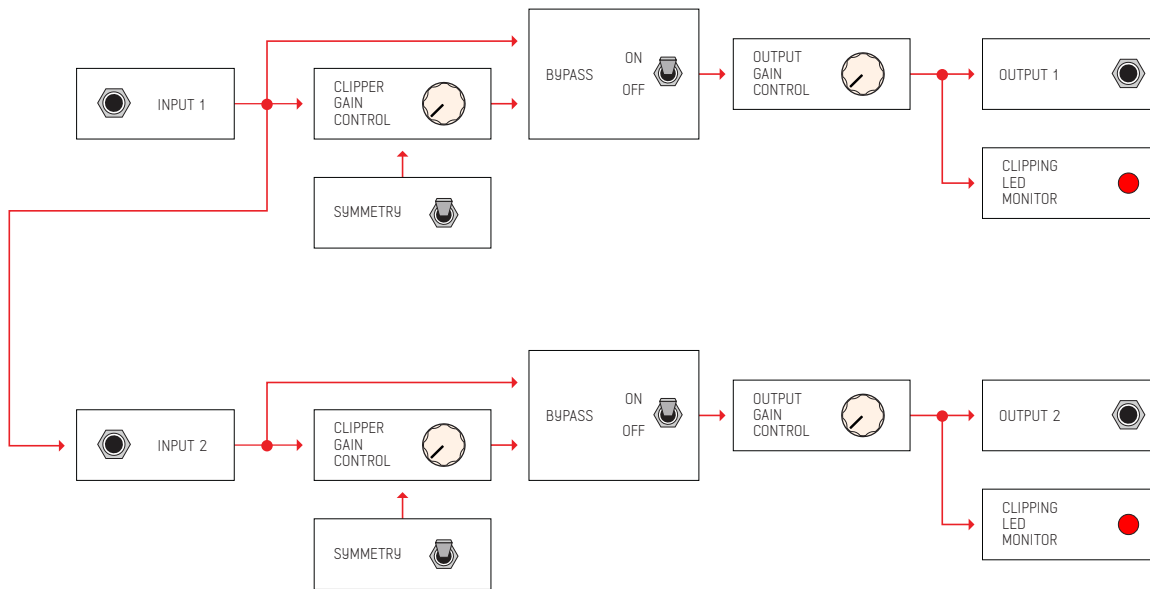 INPUT 1
CLIPPER
GAIN
CONTROL
SYMMETRY
BYPASS
ON
OFF
OUTPUT
GAIN
CONTROL
OUTPUT 1
CLIPPING
LED
MONITOR
INPUT 2
CLIPPER
GAIN
CONTROL
SYMMETRY
BYPASS
ON
OFF
OUTPUT
GAIN
CONTROL
OUTPUT 2
CLIPPING
LED
MONITOR